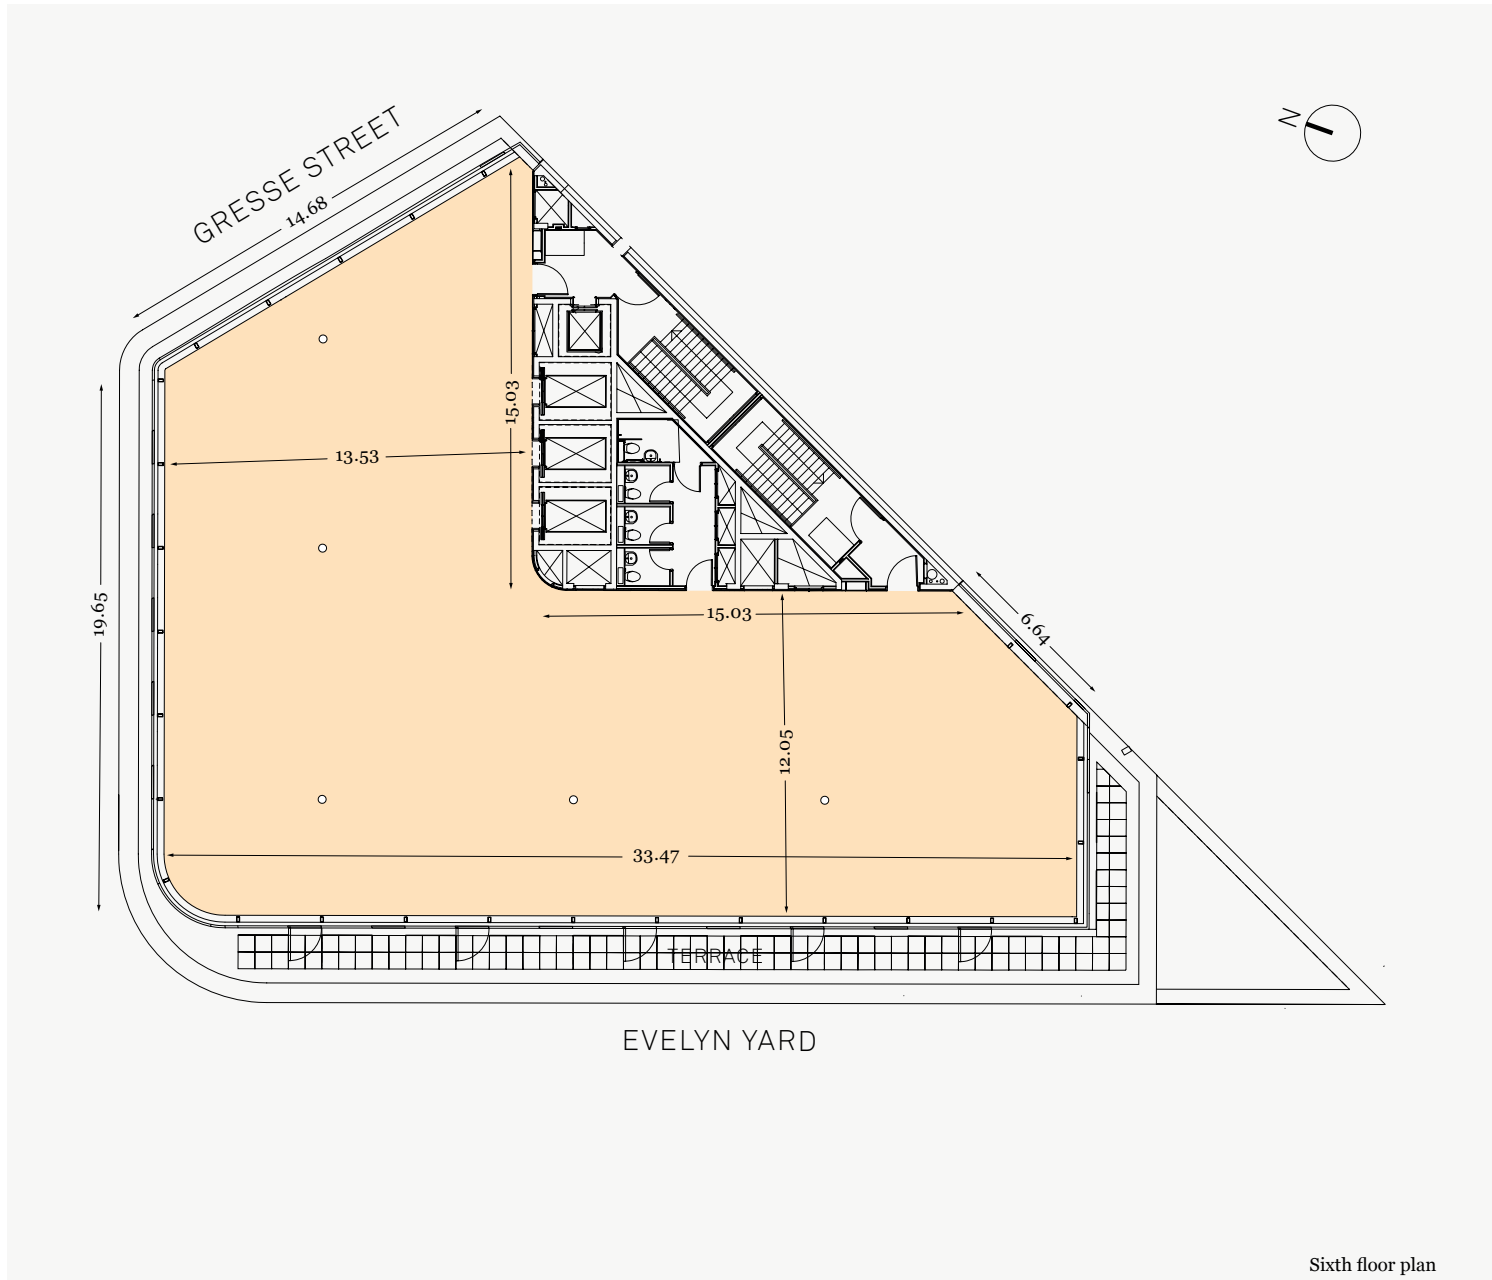 GRESSE STREET
14.68
N
15.03
13.53
19.65
15.03
6.64
12.05
33.47
TERRACE
EVELYN YARD
Sixth floor plan